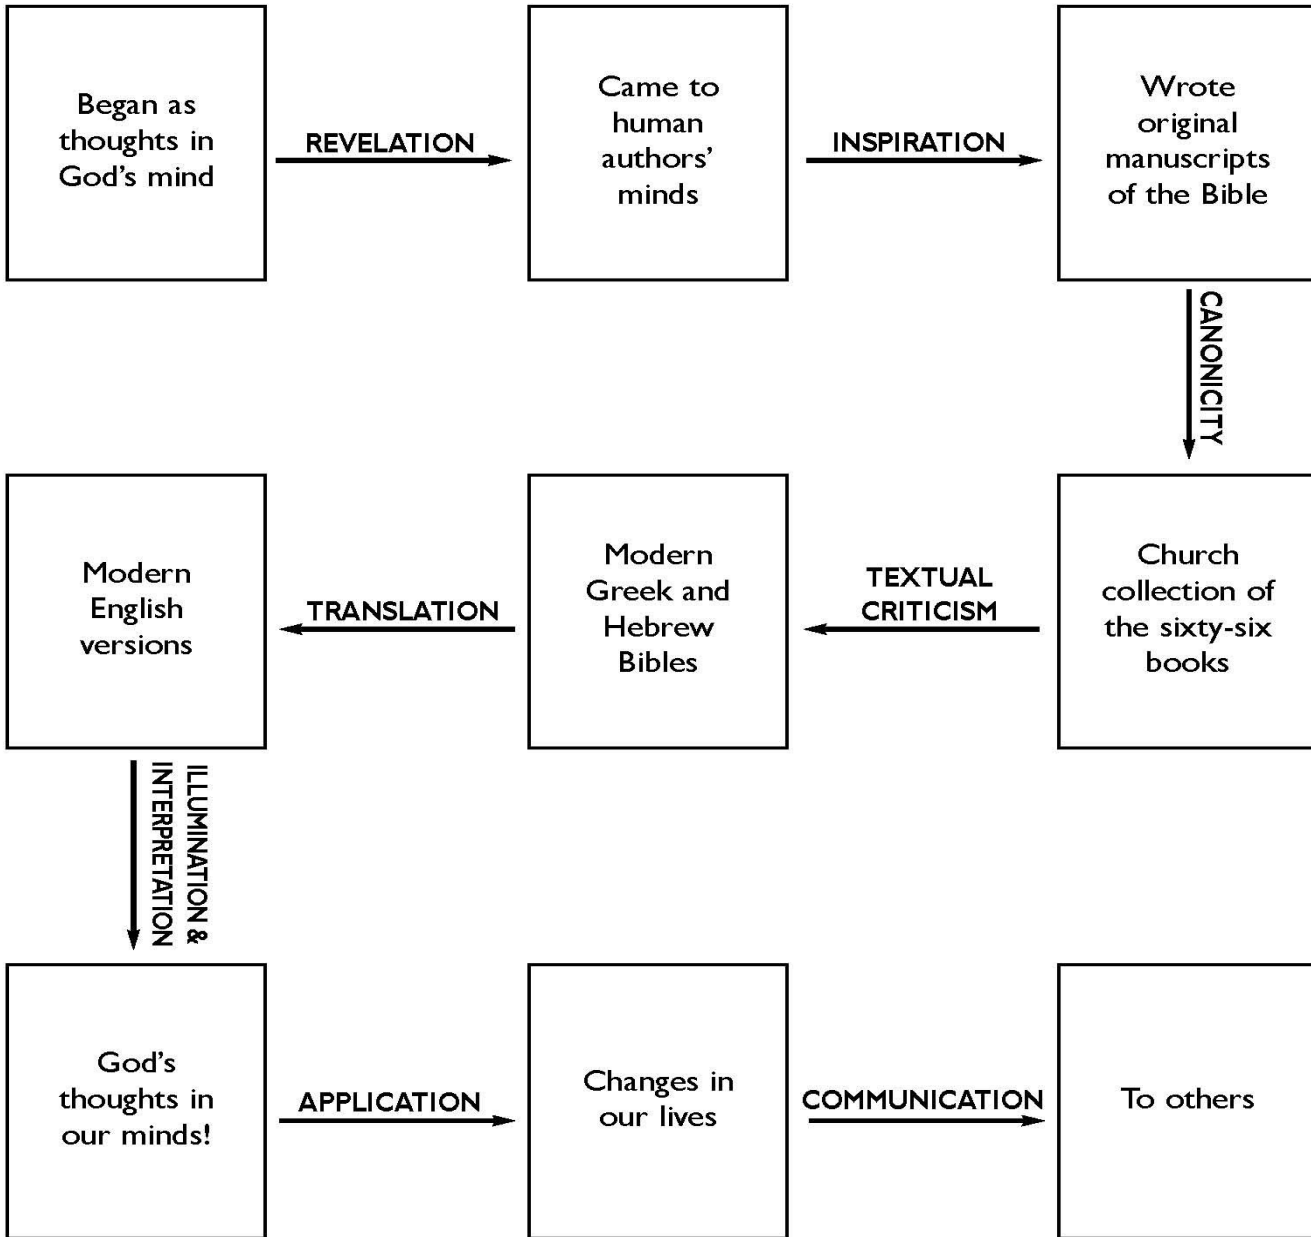 Began as
thoughts in
God's mind
REVELATION
Came to
human
authors'
minds
INSPIRATION
Wrote
original
manuscripts
of the Bible
CANONICITY
Church
collection of
the sixty-six
books
TEXTUAL
CRITICISM
Modern
Greek and
Hebrew
Bibles
TRANSLATION
Modern
English
versions
ILLUMINATION &
INTERPRETATION
God's
thoughts in
our minds!
APPLICATION
Changes in
our lives
COMMUNICATION
To others